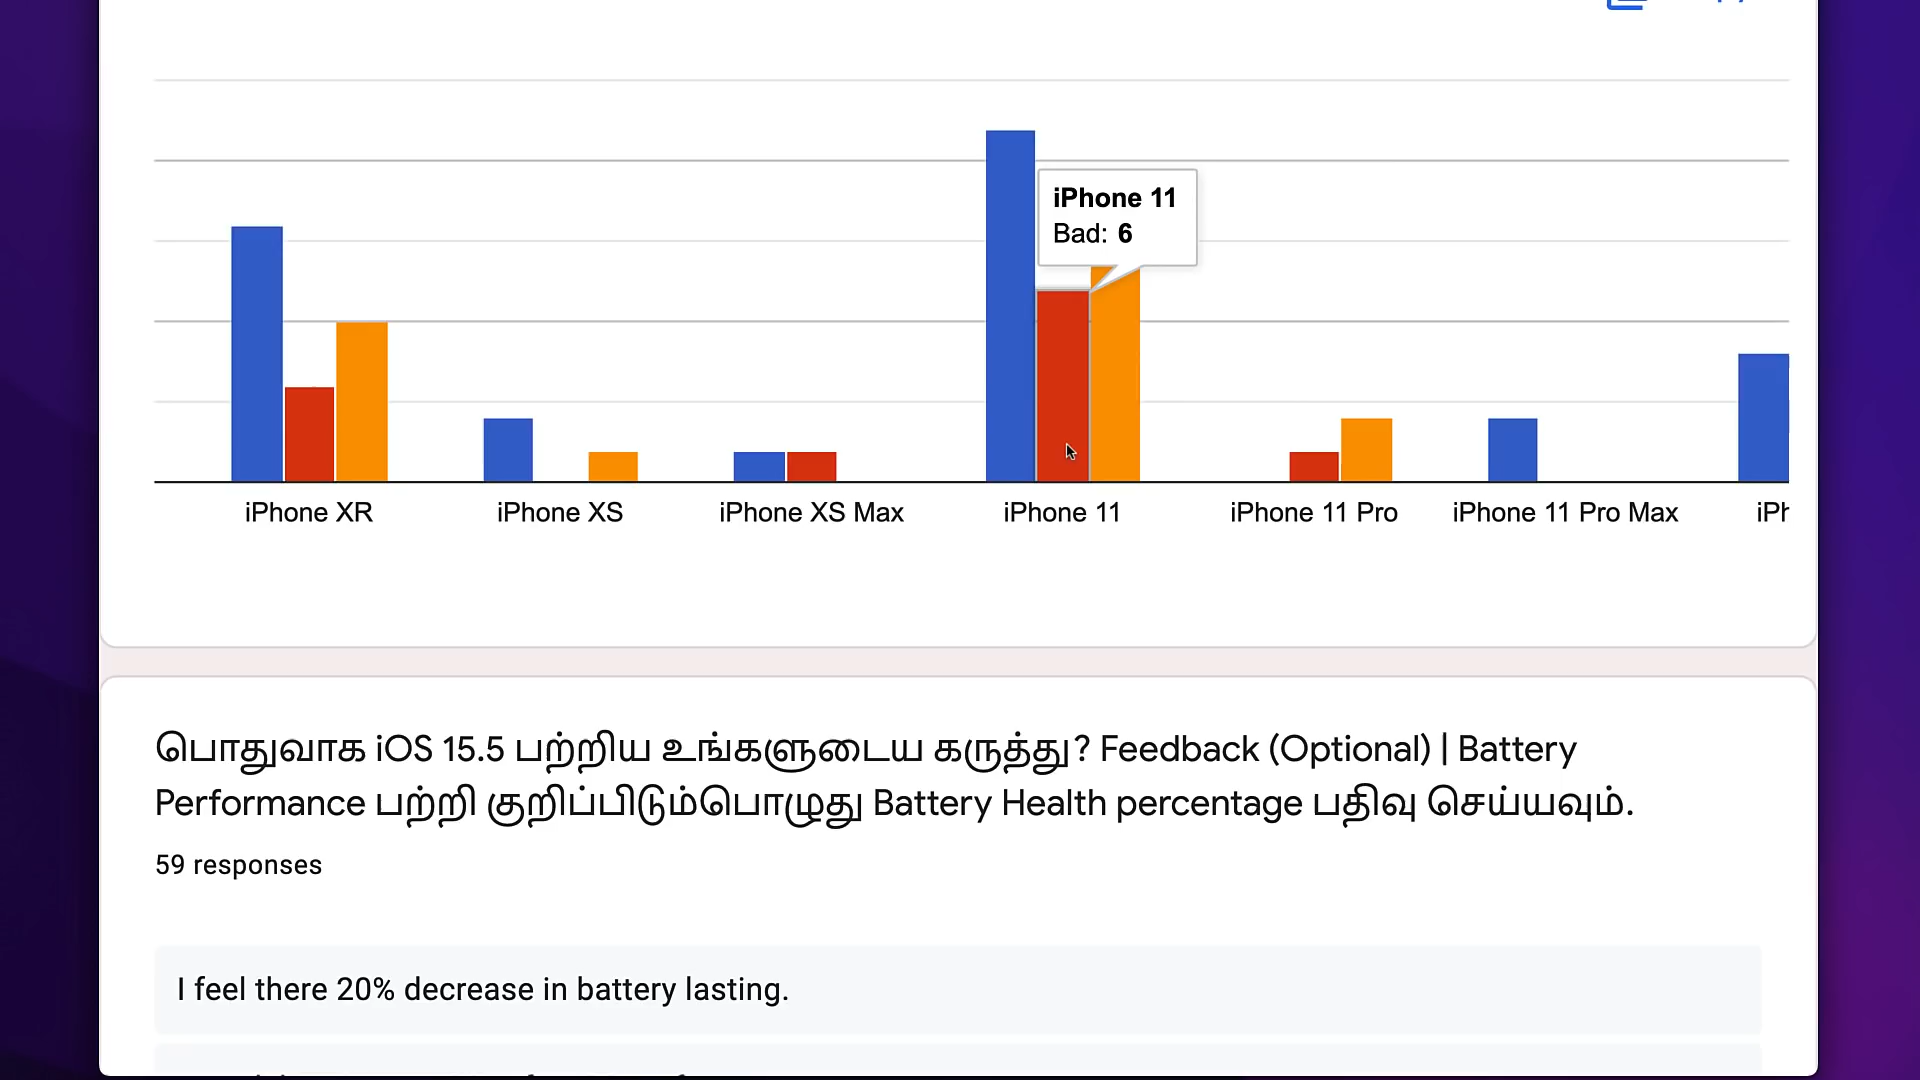 iPhone 11
Bad: 6
iPhone XR
iPhone XS
iPhone XS Max
iPhone 11
iPhone 11 Pro
iPhone 11 Pro Max
iPh
பொதுவாக iOS 15.5 பற்றிய உங்களுடைய கருத்து? Feedback (Optional) | Battery
Performance பற்றி குறிப்பிடும்பொழுது Battery Health percentage பதிவு செய்யவும்.
59 responses
I feel there 20% decrease in battery lasting.